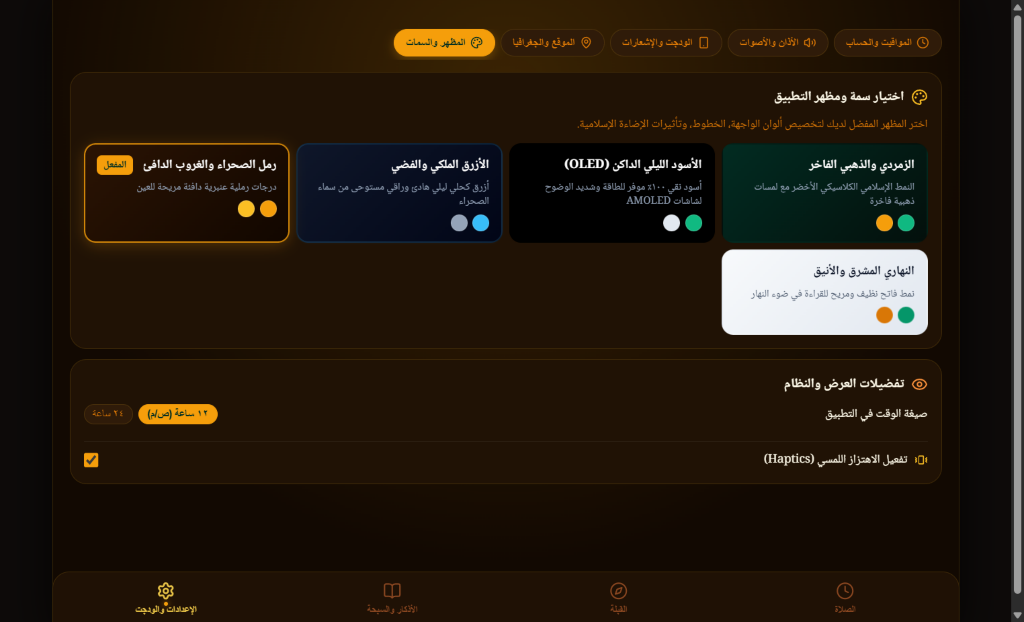 المواقيت والحساب
الأذان والأصوات
الودجت والإشعارات
الموقع والجغرافيا
المظهر والسمات
اختيار سمة ومظهر التطبيق
اختر المظهر المفضل لديك لتخصيص ألوان الواجهة، الخطوط، وتأثيرات الإضاءة الإسلامية.
الزمردي والذهبي الفاخر
النمط الإسلامي الكلاسيكي الأخضر مع لمسات
ذهبية فاخرة
الأسود الليلي الداكن (OLED)
أسود نقي ١٠٠٪ موفر للطاقة وشديد الوضوح
لشاشات AMOLED
الأزرق الملكي والفضي
أزرق كحلي ليلي هادئ وراقي مستوحى من سماء
الصحراء
رمل الصحراء والغروب الدافئ
المفعل
درجات رملية عنبرية دافئة مريحة للعين
النهاري المشرق والأنيق
نمط فاتح نظيف ومريح للقراءة في ضوء النهار
تفضيلات العرض والنظام
صيغة الوقت في التطبيق
١٢ ساعة (ص/م)
٢٤ ساعة
تفعيل الاهتزاز اللمسي (Haptics)
الصلاة
القبلة
الأذكار والسبحة
الإعدادات والودجت